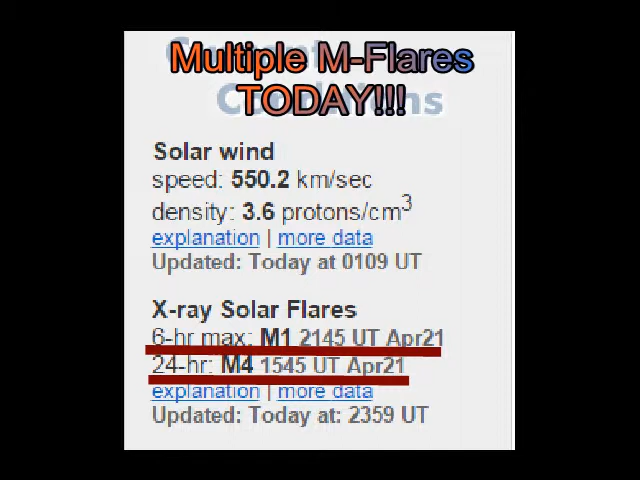 Multiple M-Flares
TODAY!!!
Current
Conditions
Solar wind
speed: 550.2 km/sec
density: 3.6 protons/cm3
explanation | more data
Updated: Today at 0109 UT
X-ray Solar Flares
6-hr max: M1 2145 UT Apr21
24-hr: M4 1545 UT Apr21
explanation | more data
Updated: Today at: 2359 UT